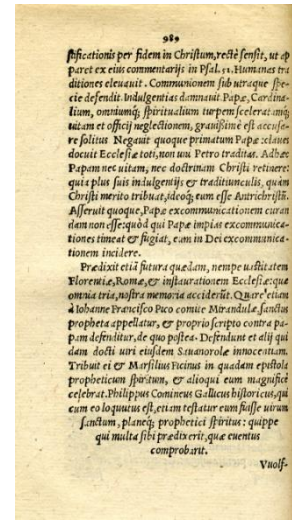 989
stificationis per fidem in Christum, rectè sensit, ut ap
paret ex eius commentarijs in Psal. 51. Humanas tra
ditiones eleuauit. Communionem sub utraque spe-
cie defendit. Indulgentias damnauit Papæ, Cardina-
lium, omniumq́; spiritualium turpem sceleratamq́;
uitam et officij neglectionem, grauißimè est accusa-
re solitus Negauit quoque primatum Papæ: claues
docuit Ecclesiæ toti, non uni Petro traditas. Adhæc
Papam nec uitam, nec doctrinam Christi retinere:
quia plus suis indulgentijs & traditiunculis, quàm
Christi merito tribuat, ideoq́; eum esse Antichristũ.
Asseruit quoque, Papæ excommunicationem curan
dam non esse: quòd qui Papæ impias excommunica-
tiones timeat & fugiat, eam in Dei excommunica-
tionem incidere.
Prædixit etiã futura quædam, nempe uastitatem
Florentiæ, Romæ, & instaurationem Ecclesiæ: quæ
omnia tria, nostra memoria acciderũt. Quare etiam
à Iohanne Francisco Pico comite Mirandulæ, sanctus
propheta appellatur, & proprio scripto contra pa-
pam defenditur, de quo postea. Defendunt et alij qui
dam docti uiri eiusdem Sauanorolæ innocentiam.
Tribuit ei & Marsilius Ficinus in quadam epistola
propheticum spiritum, & alioqui eum magnificè
celebrat. Philippus Comineus Gallicus historicus, qui
cum eo loquutus est, etiam testatur eum fuisse uirum
sanctum, planeq́; prophetici spiritus: quippe
qui multa sibi prædixerit, quæ euentus
comprobarit.
Vuolf-